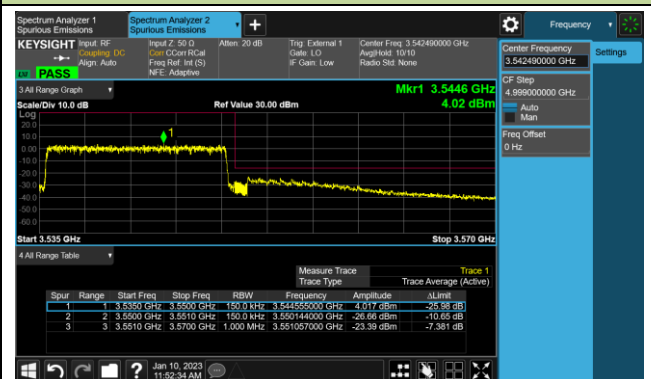 Spectrum Analyzer 1
Spurious Emissions
Spectrum Analyzer 2
Spurious Emissions
Frequency
KEYSIGHT
Input: RF
Coupling: DC
Align: Auto
Input Z: 50 Ω
Corr CCorr RCal
Freq Ref: Int (S)
NFE: Adaptive
Atten: 20 dB
Trig: External 1
Gate: LO
IF Gain: Low
Center Freq: 3.542490000 GHz
Avg|Hold: 10/10
Radio Std: None
PASS
Center Frequency
3.542490000 GHz
Settings
CF Step
4.999000000 GHz
Auto
Man
Freq Offset
0 Hz
3 All Range Graph
Mkr1 3.5446 GHz
Scale/Div 10.0 dB
Ref Value 30.00 dBm
4.02 dBm
Log
20.0
10.0
0.00
-10.0
-20.0
-30.0
-40.0
-50.0
-60.0
1
Start 3.535 GHz
Stop 3.570 GHz
4 All Range Table
Measure Trace Trace 1
Trace Type Trace Average (Active)
Spur Range Start Freq Stop Freq RBW Frequency Amplitude ΔLimit
1 1 3.5350 GHz 3.5500 GHz 150.0 kHz 3.544555000 GHz 4.017 dBm -25.98 dB
2 2 3.5500 GHz 3.5510 GHz 150.0 kHz 3.550144000 GHz -26.66 dBm -10.65 dB
3 3 3.5510 GHz 3.5700 GHz 1.000 MHz 3.551057000 GHz -23.39 dBm -7.381 dB
Jan 10, 2023
11:52:34 AM